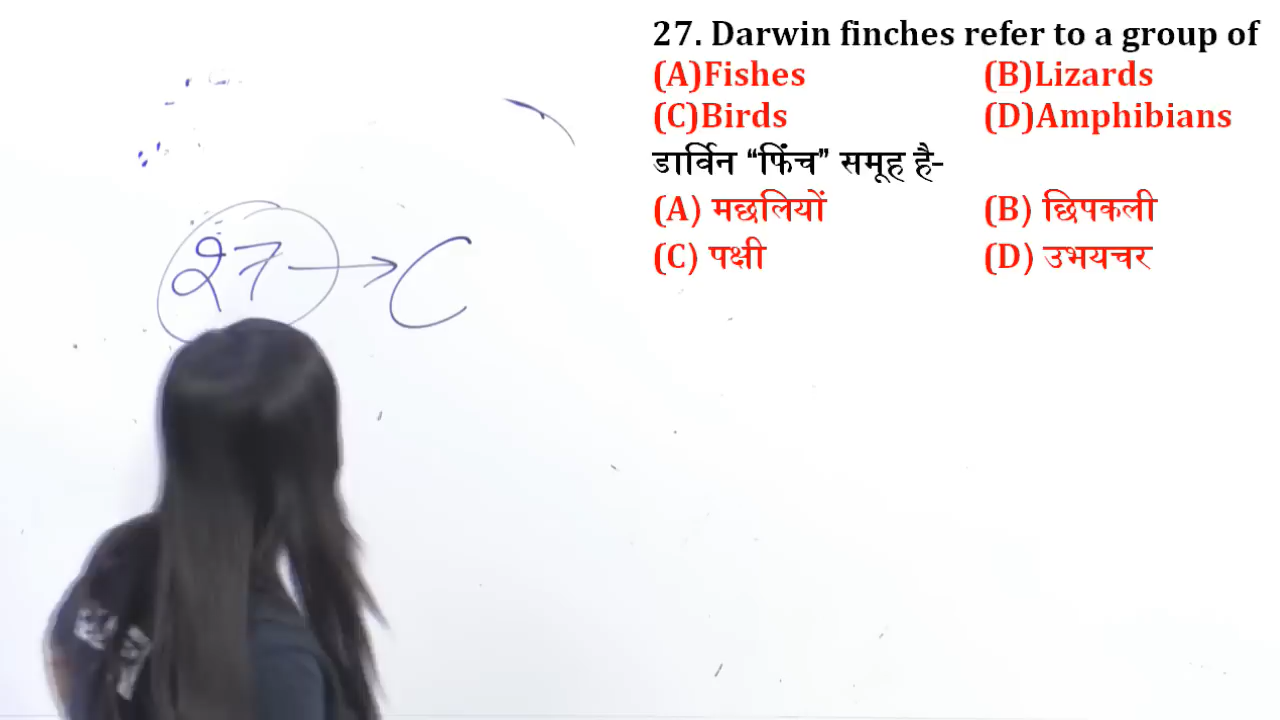 27. Darwin finches refer to a group of
(A)Fishes (B)Lizards
(C)Birds (D)Amphibians
डार्विन “फिंच” समूह है-
(A) मछलियों (B) छिपकली
(C) पक्षी (D) उभयचर
27 → C